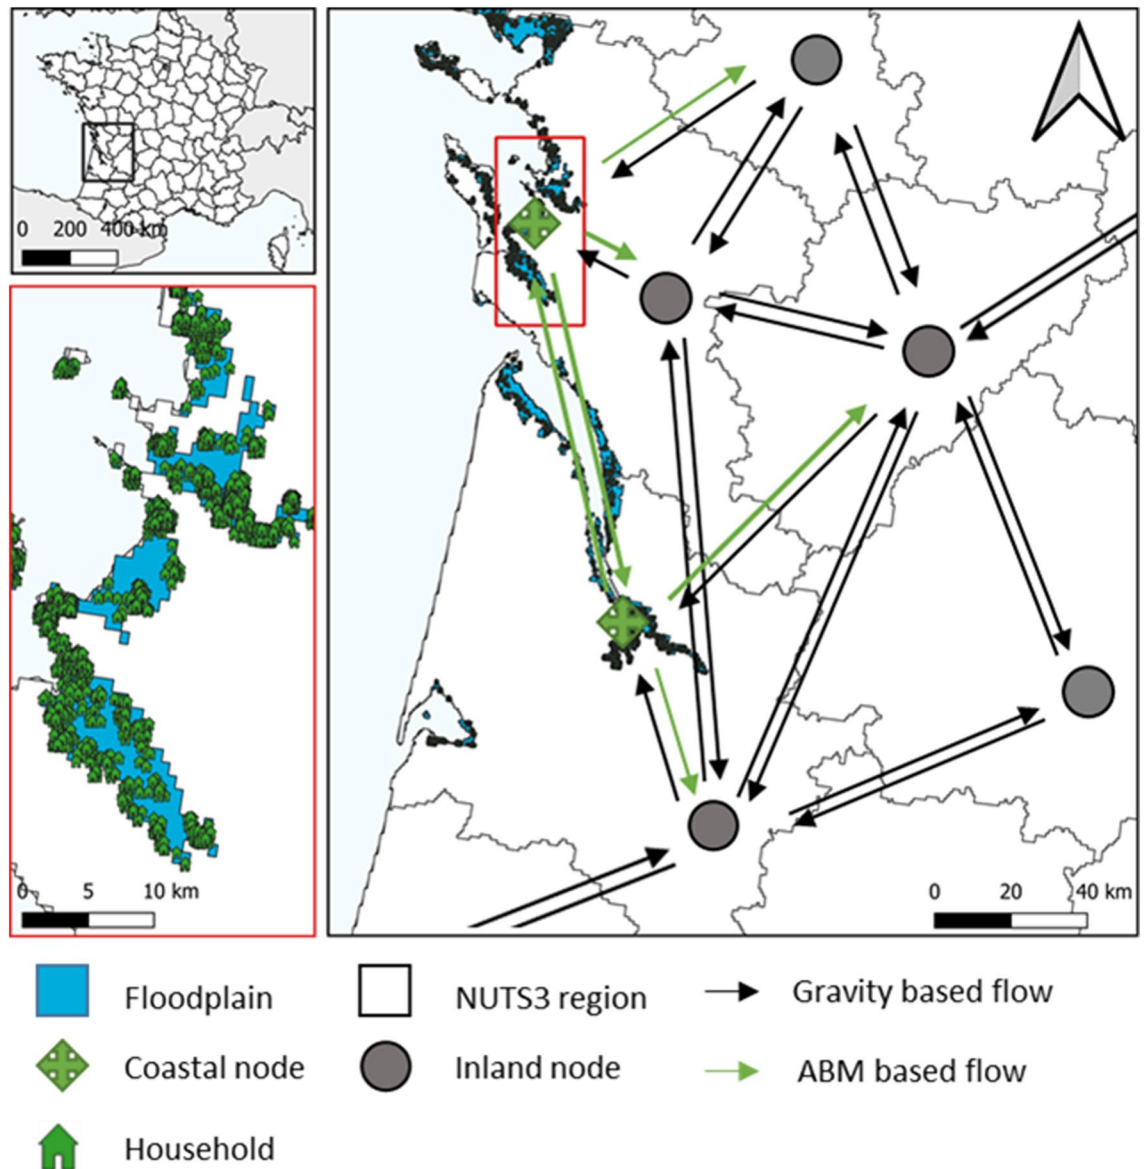 0 200 400 km
0 5 10 km
0 20 40 km
Floodplain
NUTS3 region
Gravity based flow
Coastal node
Inland node
ABM based flow
Household